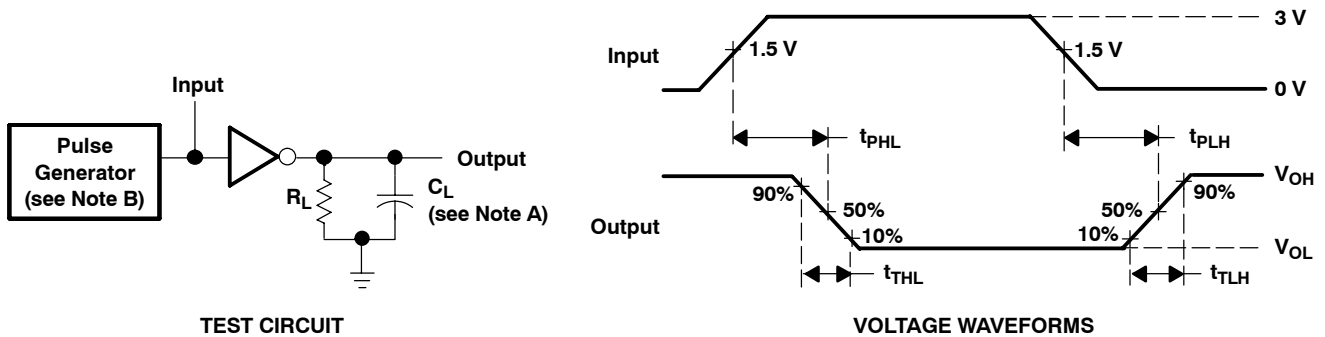 Input
Pulse
Generator
(see Note B)
RL
CL
(see Note A)
Output
TEST CIRCUIT
Input
1.5 V
1.5 V
3 V
0 V
tPHL
tPLH
Output
90%
50%
10%
tTHL
10%
50%
90%
tTLH
VOH
VOL
VOLTAGE WAVEFORMS